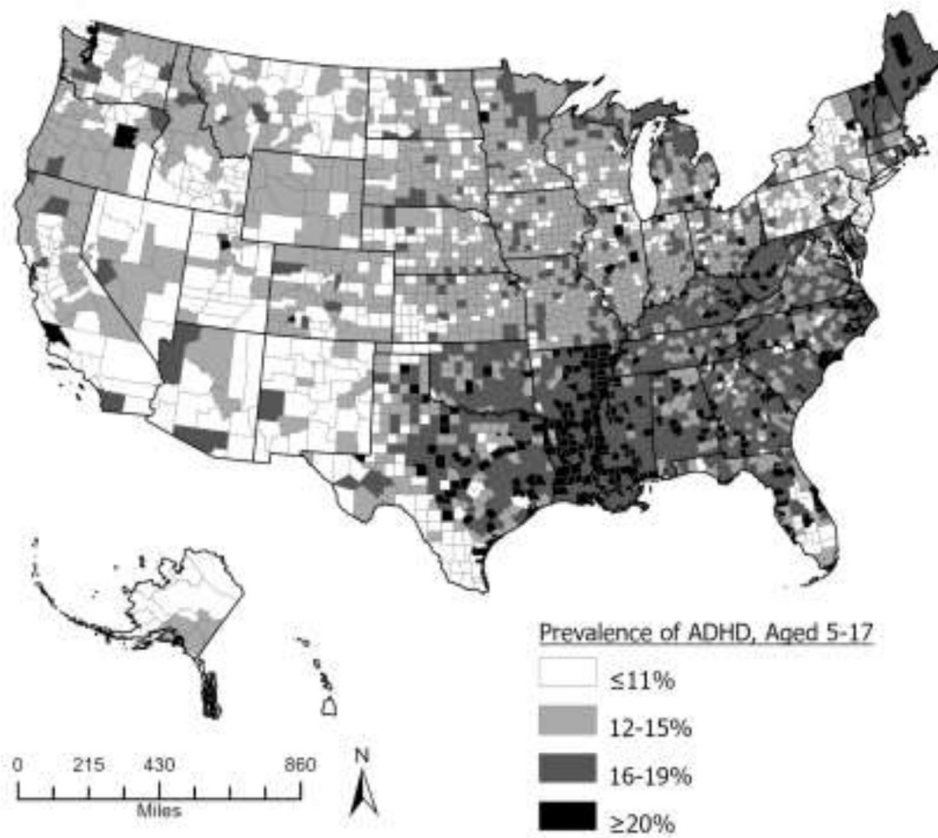 Prevalence of ADHD, Aged 5-17
≤11%
12-15%
16-19%
≥20%
N
0 215 430 860
Miles